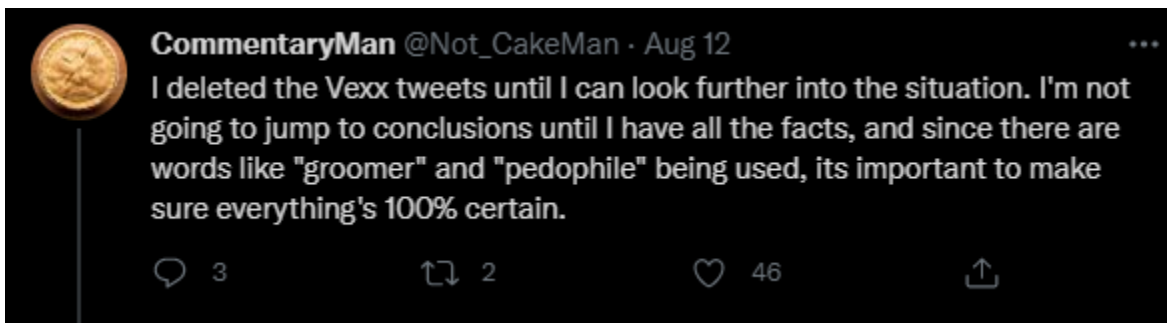 CommentaryMan @Not_CakeMan · Aug 12
I deleted the Vexx tweets until I can look further into the situation. I'm not
going to jump to conclusions until I have all the facts, and since there are
words like "groomer" and "pedophile" being used, its important to make
sure everything's 100% certain.
3 2 46